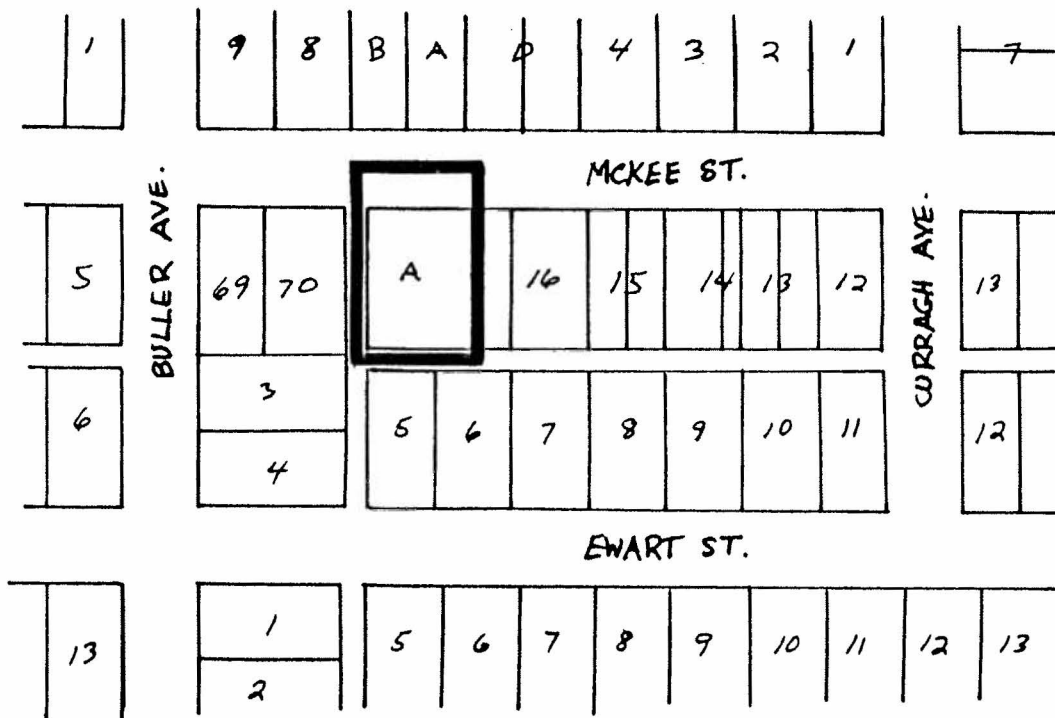 1 9 8 B A D 4 3 2 1 7
MCKEE ST.
BULLER AVE.
CURRAGH AVE.
5 69 70 A 16 15 14 13 12 13
6 3 5 6 7 8 9 10 11 12
4
EWART ST.
13 1 5 6 7 8 9 10 11 12 13
2